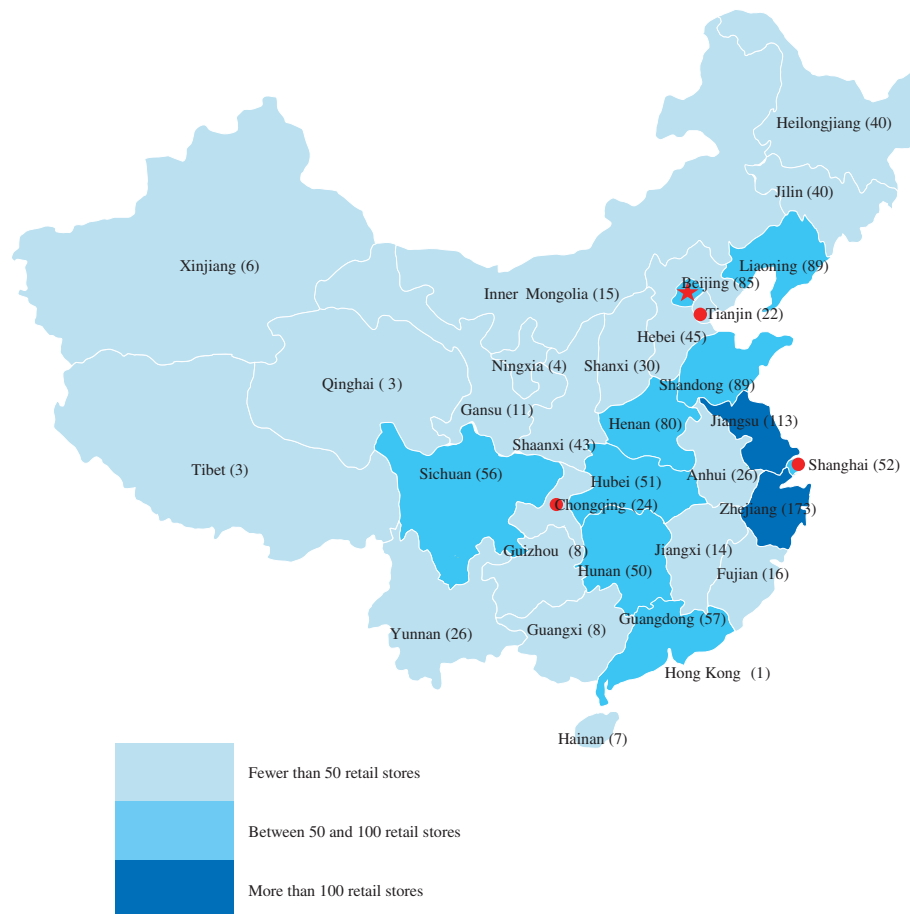 Heilongjiang (40)
Jilin (40)
Xinjiang (6)
Liaoning (89)
Beijing (85)
Inner Mongolia (15)
Tianjin (22)
Hebei (45)
Ningxia (4)
Shanxi (30)
Qinghai ( 3)
Shandong (89)
Gansu (11)
Jiangsu (113)
Henan (80)
Shaanxi (43)
Shanghai (52)
Tibet (3)
Sichuan (56)
Anhui (26)
Hubei (51)
Chongqing (24)
Zhejiang (173)
Guizhou (8)
Jiangxi (14)
Hunan (50)
Fujian (16)
Guangdong (57)
Yunnan (26)
Guangxi (8)
Hong Kong (1)
Hainan (7)
Fewer than 50 retail stores
Between 50 and 100 retail stores
More than 100 retail stores